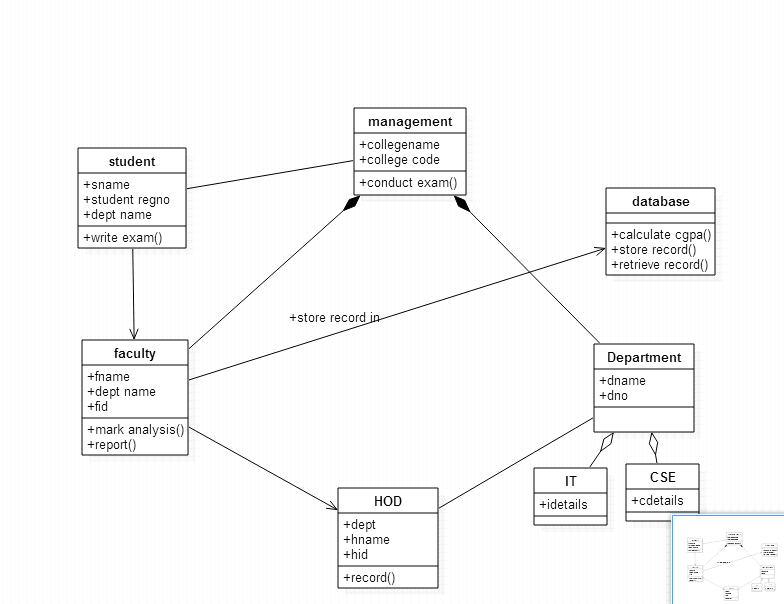 management
+collegename
+college code
+conduct exam()
student
+sname
+student regno
+dept name
+write exam()
database
+calculate cgpa()
+store record()
+retrieve record()
+store record in
faculty
+fname
+dept name
+fid
+mark analysis()
+report()
Department
+dname
+dno
IT
+idetails
CSE
+cdetails
HOD
+dept
+hname
+hid
+record()